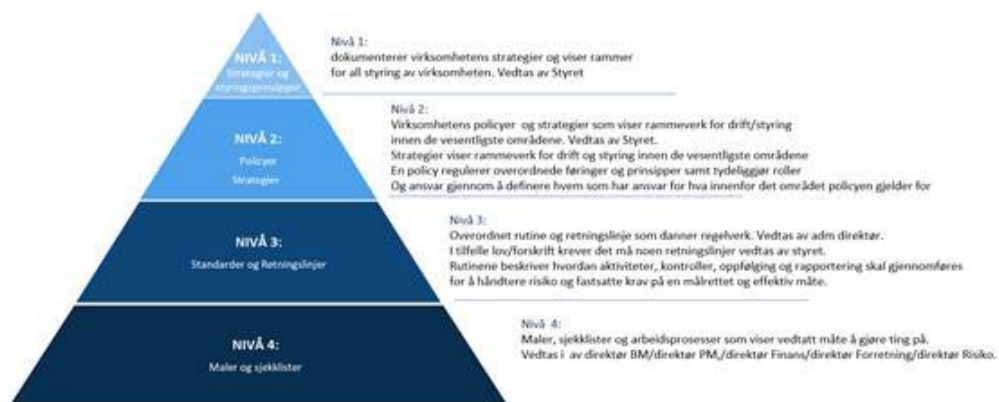 NIVÅ 1:
Strategier og
styringsprinsipper
Nivå 1:
dokumenterer virksomhetens strategier og viser rammer
for all styring av virksomheten. Vedtas av Styret
NIVÅ 2:
Policyer
Strategier
Nivå 2:
Virksomhetens policyer og strategier som viser rammeverk for drift/styring
innen de vesentligste områdene. Vedtas av Styret.
Strategier viser rammeverk for drift og styring innen de vesentligste områdene
En policy regulerer overordnede føringer og prinsipper samt tydeliggjør roller
Og ansvar gjennom å definere hvem som har ansvar for hva innenfor det området policyen gjelder for
NIVÅ 3:
Standarder og Retningslinjer
Nivå 3:
Overordnet rutine og retningslinje som danner regelverk. Vedtas av adm direktør.
I tilfelle lov/forskrift krever det må noen retningslinjer vedtas av styret.
Rutinene beskriver hvordan aktiviteter, kontroller, oppfølging og rapportering skal gjennomføres
for å håndtere risiko og fastsatte krav på en målrettet og effektiv måte.
NIVÅ 4:
Maler og sjekklister
Nivå 4:
Maler, sjekklister og arbeidsprosesser som viser vedtatt måte å gjøre ting på.
Vedtas i av direktør BM/direktør PM,/direktør Finans/direktør Forretning/direktør Risiko.